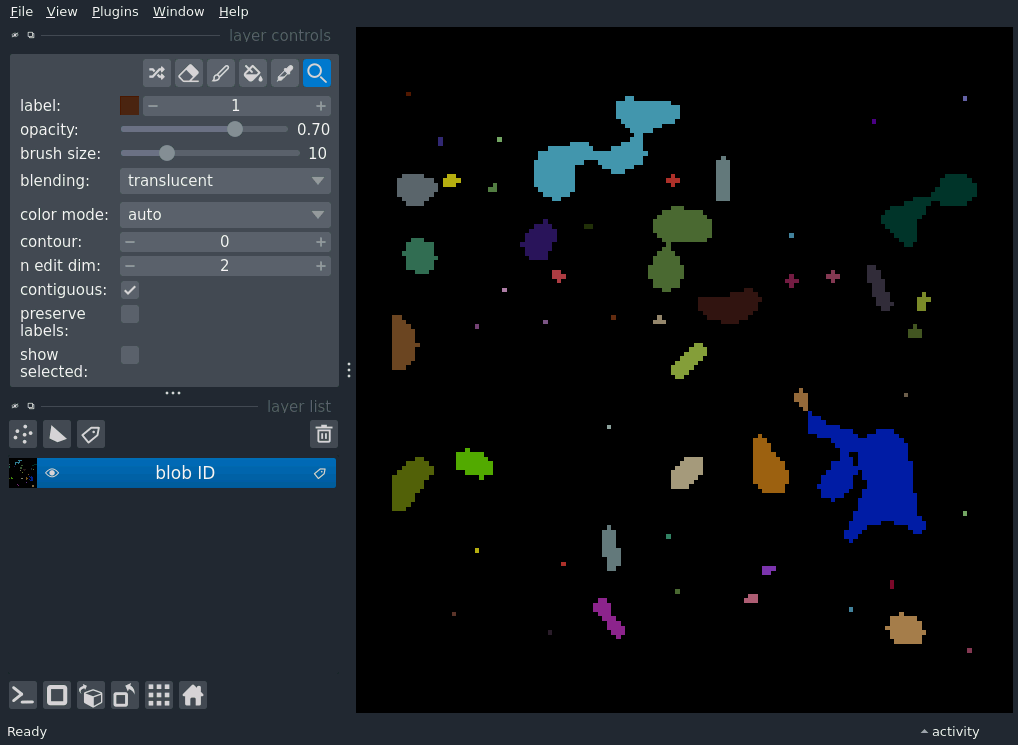 File View Plugins Window Help
layer controls
label: 1
opacity: 0.70
brush size: 10
blending: translucent
color mode: auto
contour: 0
n edit dim: 2
contiguous:
preserve
labels:
show
selected:
layer list
blob ID
Ready
activity